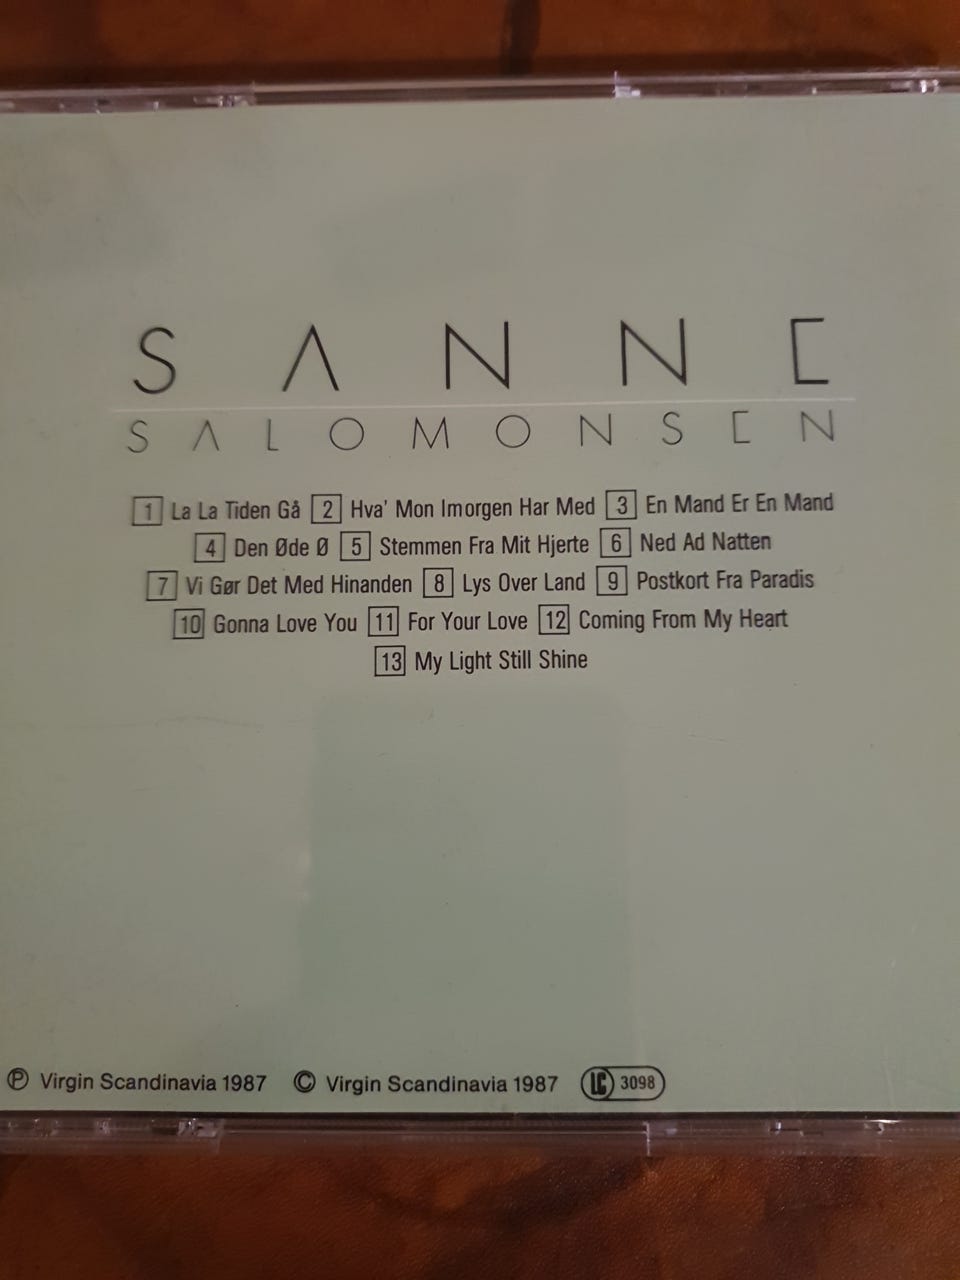 SANNE
SALOMONSEN
1 La La Tiden Gå 2 Hva' Mon Imorgen Har Med 3 En Mand Er En Mand
4 Den Øde Ø 5 Stemmen Fra Mit Hjerte 6 Ned Ad Natten
7 Vi Gør Det Med Hinanden 8 Lys Over Land 9 Postkort Fra Paradis
10 Gonna Love You 11 For Your Love 12 Coming From My Heart
13 My Light Still Shine
℗ Virgin Scandinavia 1987 © Virgin Scandinavia 1987 LC 3098